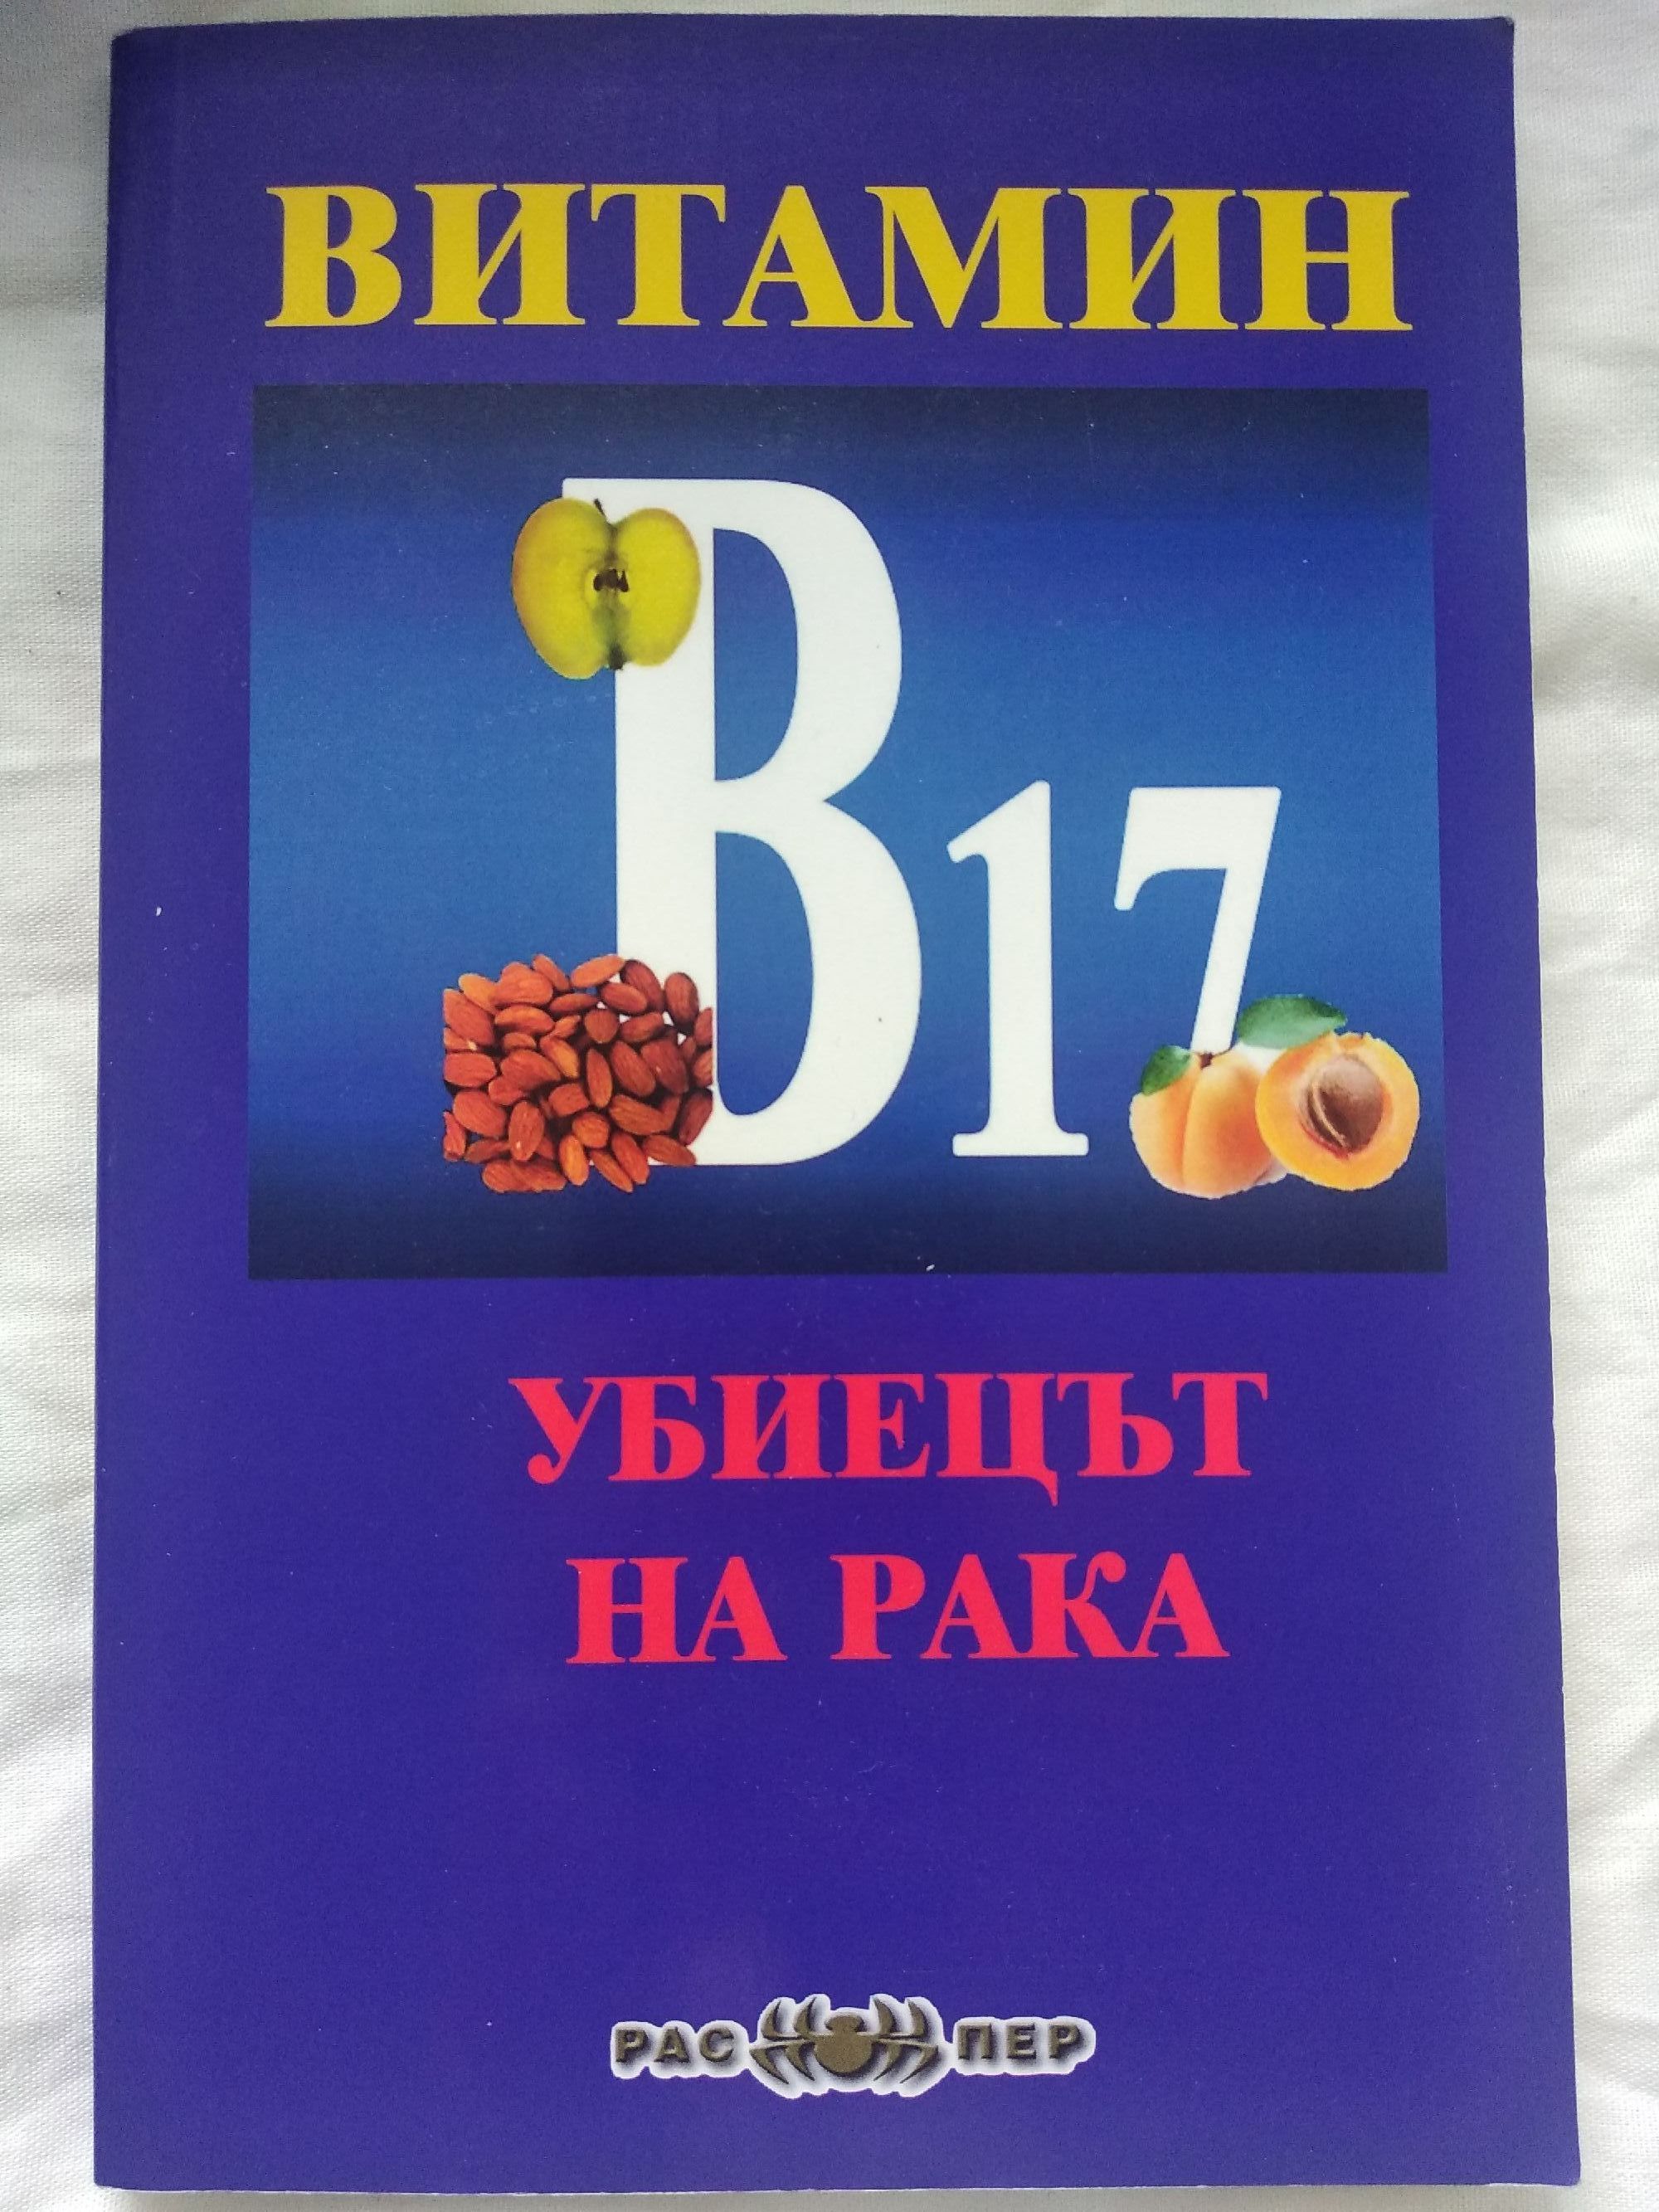 ВИТАМИН
B17
УБИЕЦЪТ
НА РАКА
РАС ПЕР